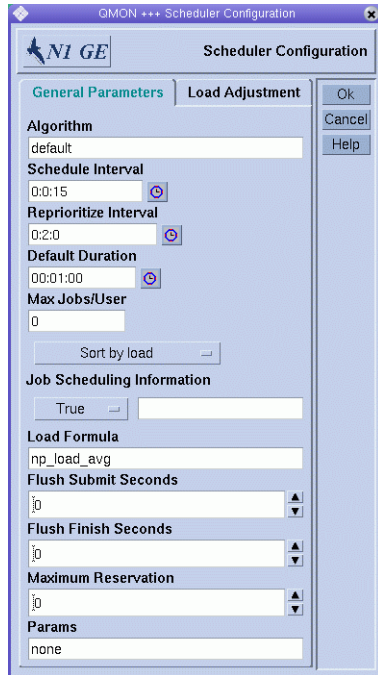 QMON +++ Scheduler Configuration
N1 GE
Scheduler Configuration
General Parameters
Load Adjustment
Ok
Cancel
Help
Algorithm
default
Schedule Interval
0:0:15
Reprioritize Interval
0:2:0
Default Duration
00:01:00
Max Jobs/User
0
Sort by load
Job Scheduling Information
True
Load Formula
np_load_avg
Flush Submit Seconds
0
Flush Finish Seconds
0
Maximum Reservation
0
Params
none